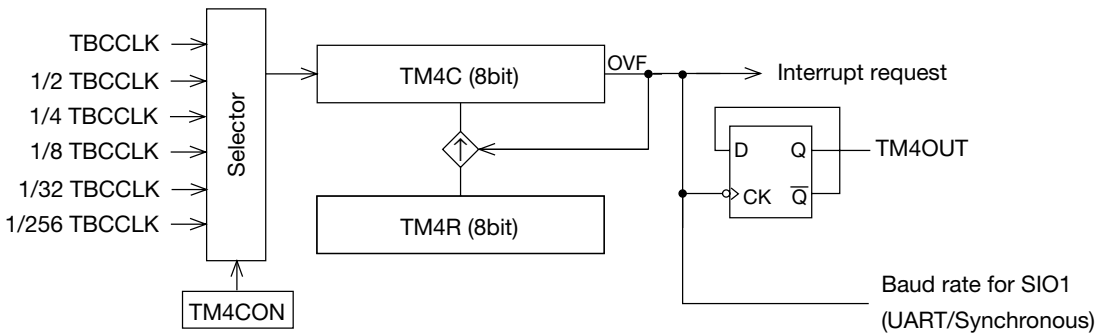 TBCCLK
1/2 TBCCLK
1/4 TBCCLK
1/8 TBCCLK
1/32 TBCCLK
1/256 TBCCLK
Selector
TM4CON
TM4C (8bit)
OVF
TM4R (8bit)
Interrupt request
D Q
CK Q̅
TM4OUT
Baud rate for SIO1
(UART/Synchronous)